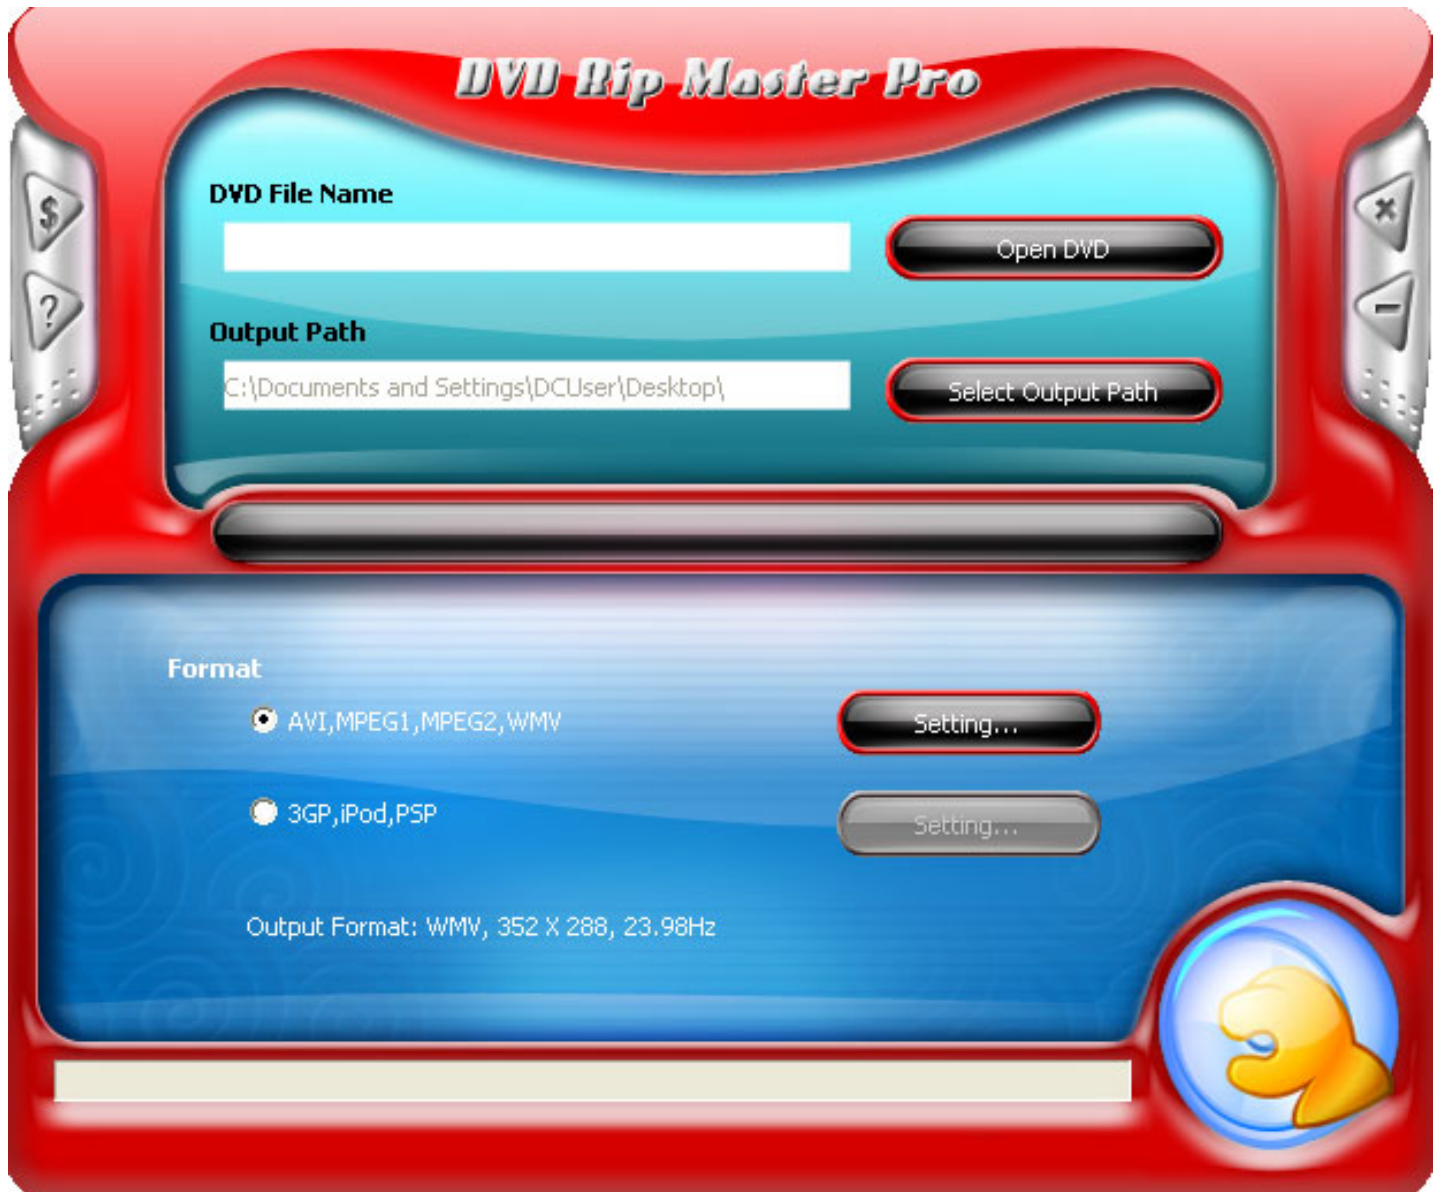 DVD Rip Master Pro
DVD File Name
Open DVD
Output Path
C:\Documents and Settings\DCUser\Desktop\
Select Output Path
$
?
×
-
Format
AVI,MPEG1,MPEG2,WMV
Setting...
3GP,iPod,PSP
Setting...
Output Format: WMV, 352 X 288, 23.98Hz